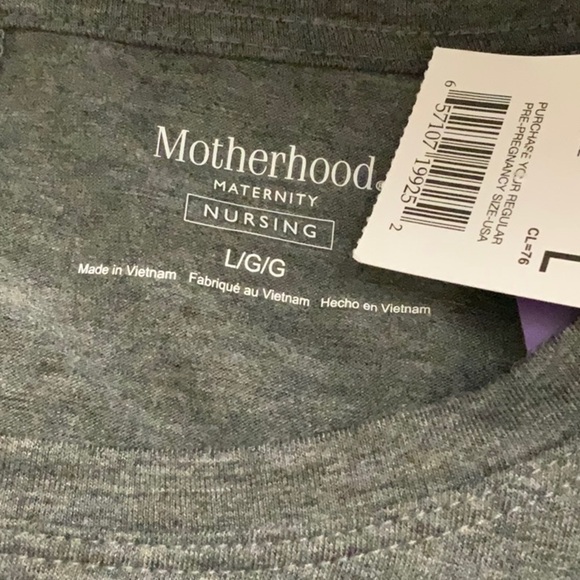 Motherhood®
MATERNITY
NURSING
L/G/G
Made in Vietnam Fabriqué au Vietnam Hecho en Vietnam
PURCHASE YOUR REGULAR
PRE-PREGNANCY SIZE-USA
CL=76
L
6 57107 19925 2